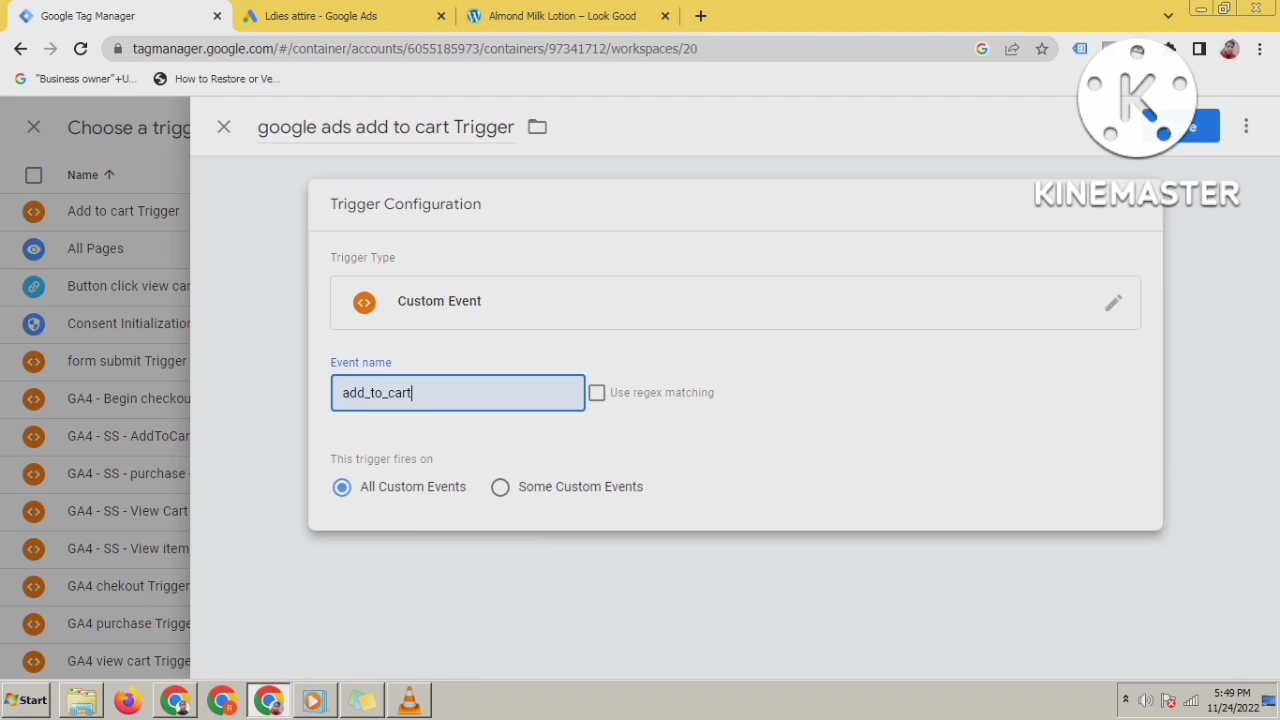 Google Tag Manager
Ldies attire - Google Ads
Almond Milk Lotion – Look Good
tagmanager.google.com/#/container/accounts/6055185973/containers/97341712/workspaces/20
"Business owner"+U...
How to Restore or Ve...
Choose a trigg
google ads add to cart Trigger
KINEMASTER
Name
Add to cart Trigger
All Pages
Button click view car
Consent Initialization
form submit Trigger
GA4 - Begin checkou
GA4 - SS - AddToCar
GA4 - SS - purchase -
GA4 - SS - View Cart
GA4 - SS - View item
GA4 chekout Trigger
GA4 purchase Trigge
GA4 view cart Trigge
Trigger Configuration
Trigger Type
Custom Event
Event name
add_to_cart
Use regex matching
This trigger fires on
All Custom Events
Some Custom Events
Start
5:49 PM
11/24/2022